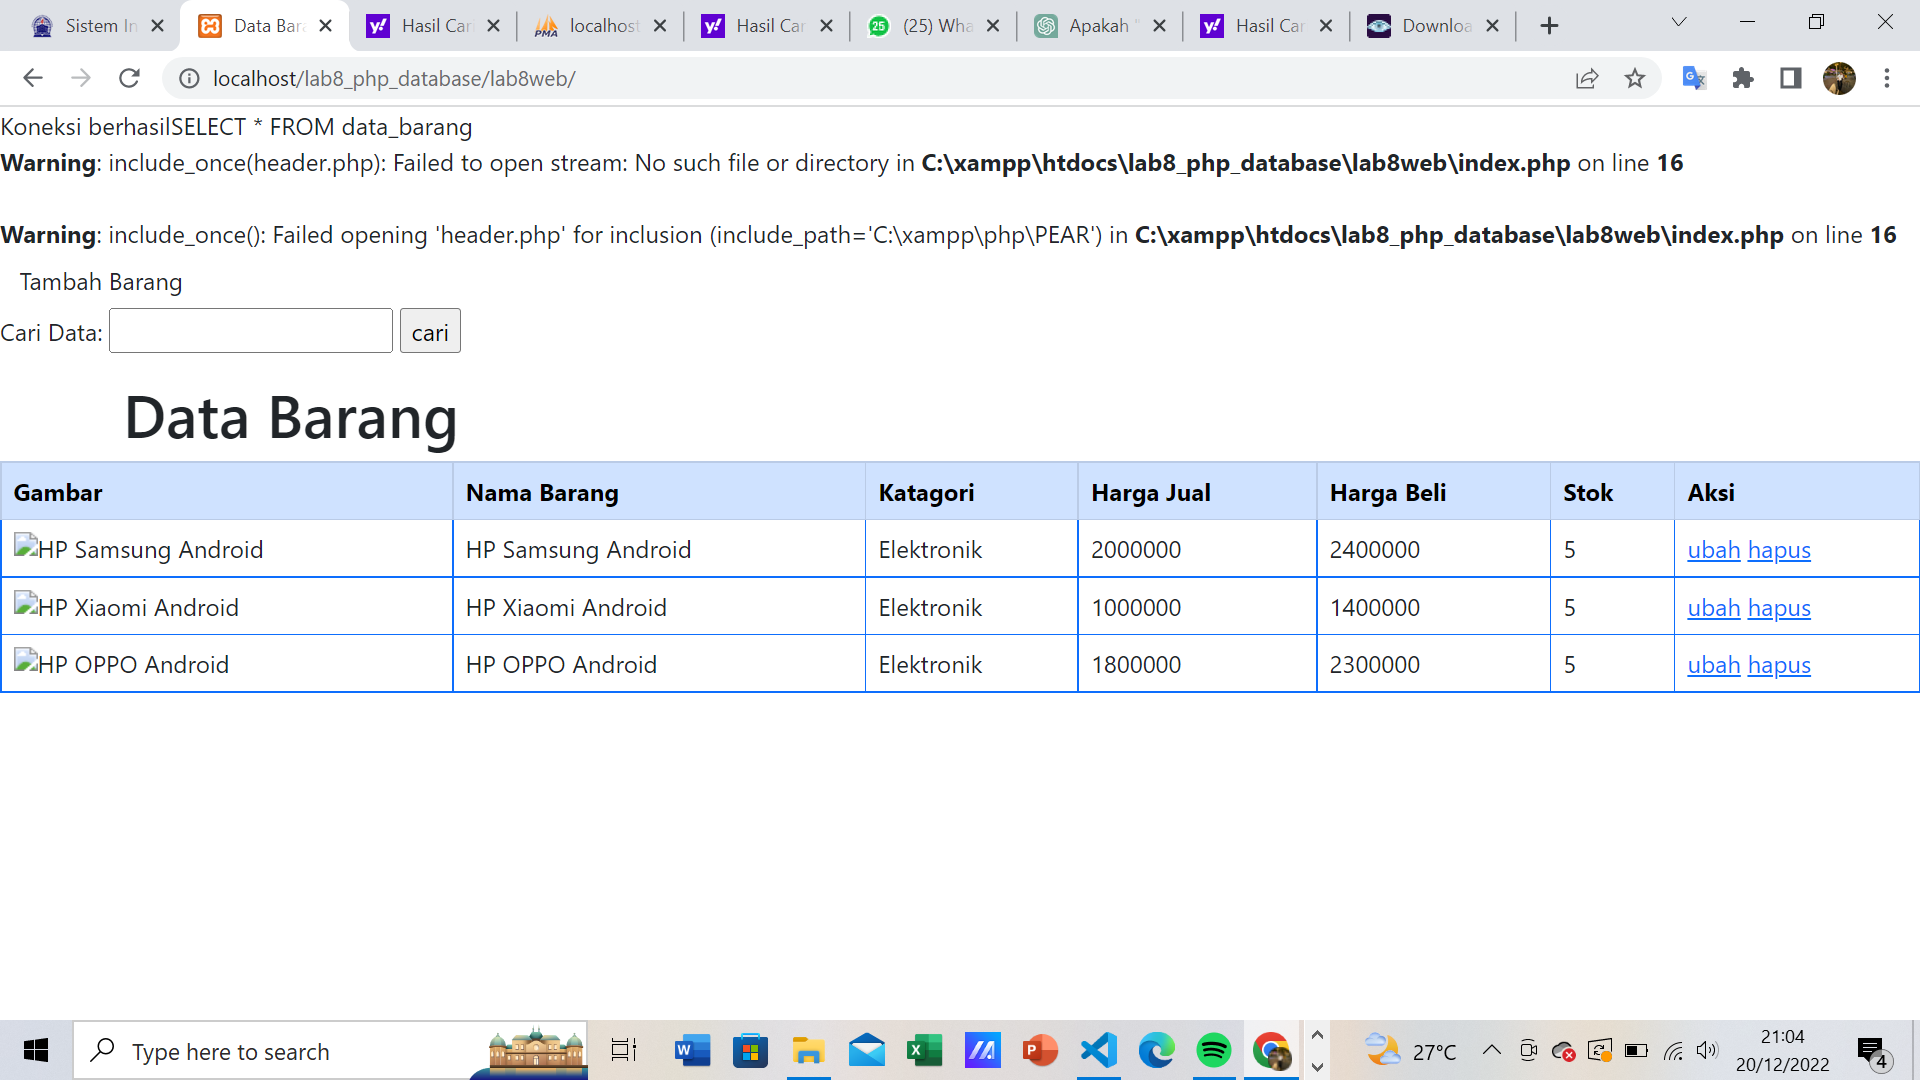 Sistem In
Data Bar
Hasil Car
localhost
Hasil Car
(25) Wha
Apakah "
Hasil Car
Downloa
localhost/lab8_php_database/lab8web/
Koneksi berhasilSELECT * FROM data_barang
Warning: include_once(header.php): Failed to open stream: No such file or directory in C:\xampp\htdocs\lab8_php_database\lab8web\index.php on line 16
Warning: include_once(): Failed opening 'header.php' for inclusion (include_path='C:\xampp\php\PEAR') in C:\xampp\htdocs\lab8_php_database\lab8web\index.php on line 16
Tambah Barang
Cari Data: cari
Data Barang
Gambar Nama Barang Katagori Harga Jual Harga Beli Stok Aksi
HP Samsung Android HP Samsung Android Elektronik 2000000 2400000 5 ubah hapus
HP Xiaomi Android HP Xiaomi Android Elektronik 1000000 1400000 5 ubah hapus
HP OPPO Android HP OPPO Android Elektronik 1800000 2300000 5 ubah hapus
Type here to search
27°C
21:04
20/12/2022
4